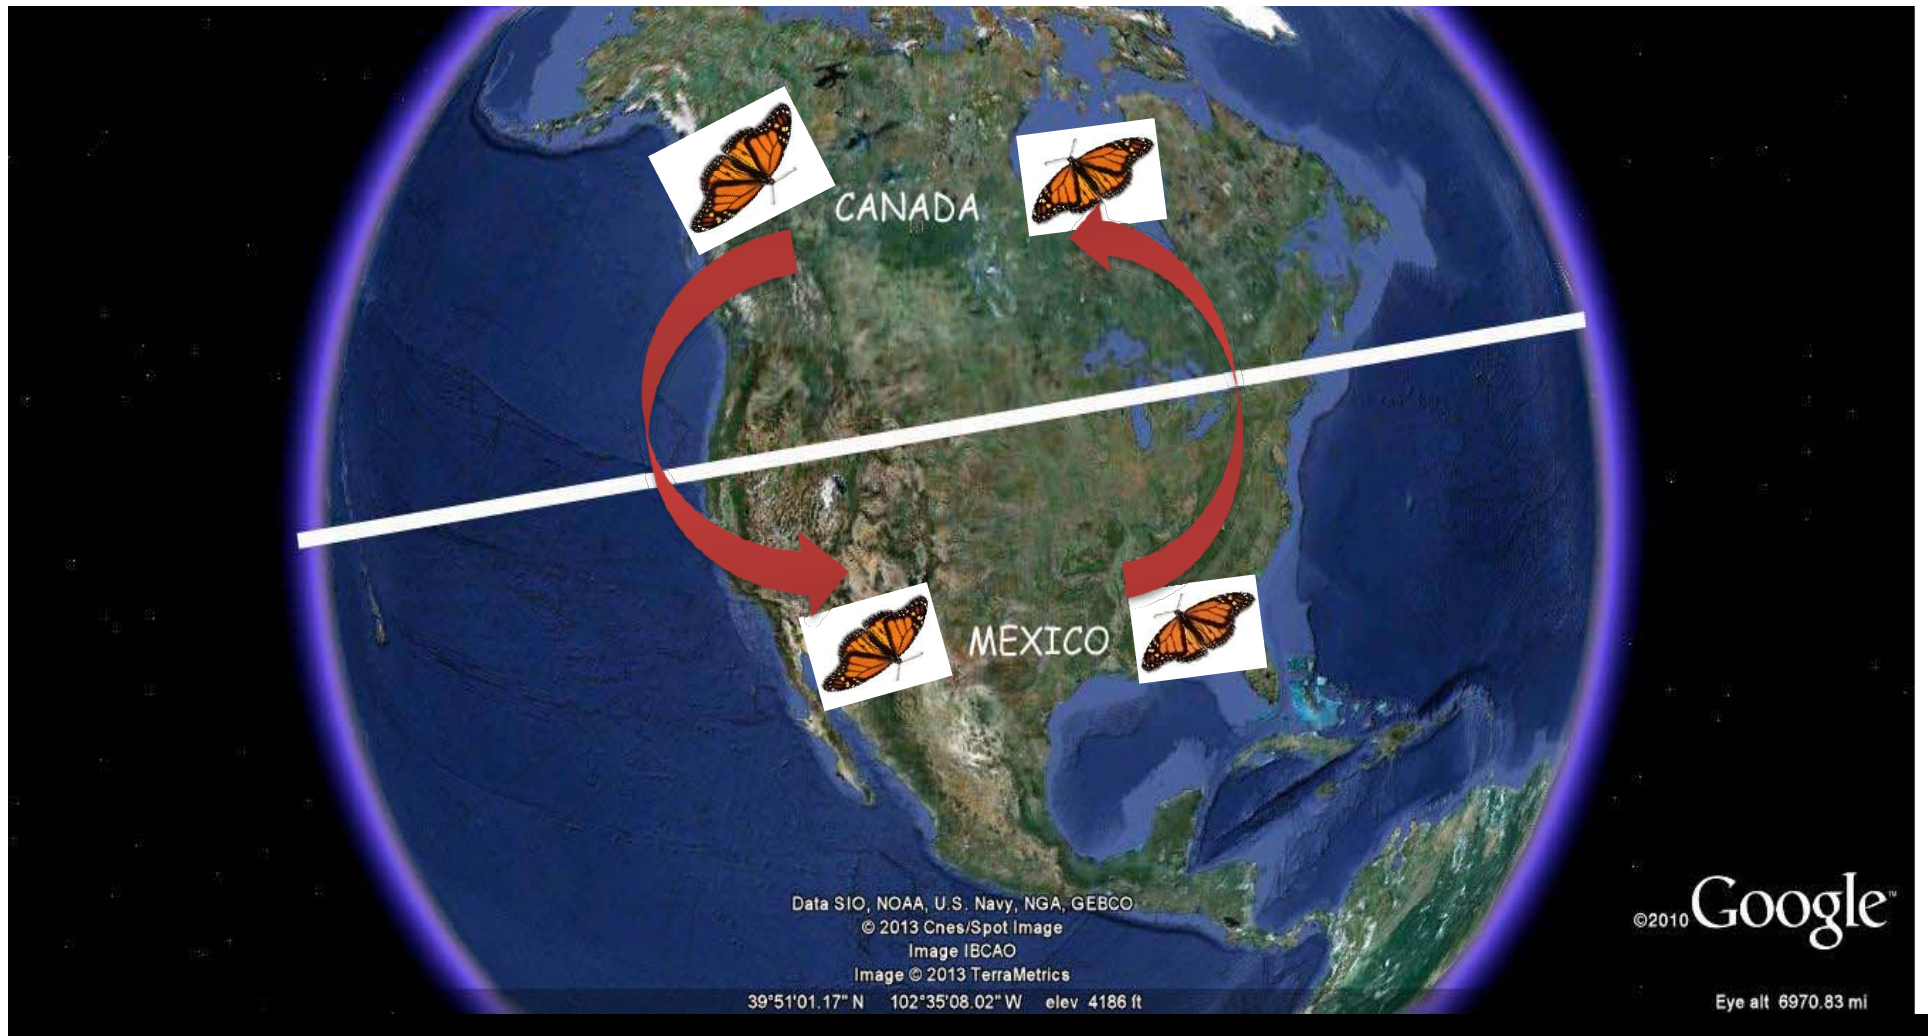 CANADA
MEXICO
Data SIO, NOAA, U.S. Navy, NGA, GEBCO
© 2013 Cnes/Spot Image
Image IBCAO
Image © 2013 TerraMetrics
©2010 Google™
39°51'01.17" N 102°35'08.02" W elev 4186 ft
Eye alt 6970.83 mi